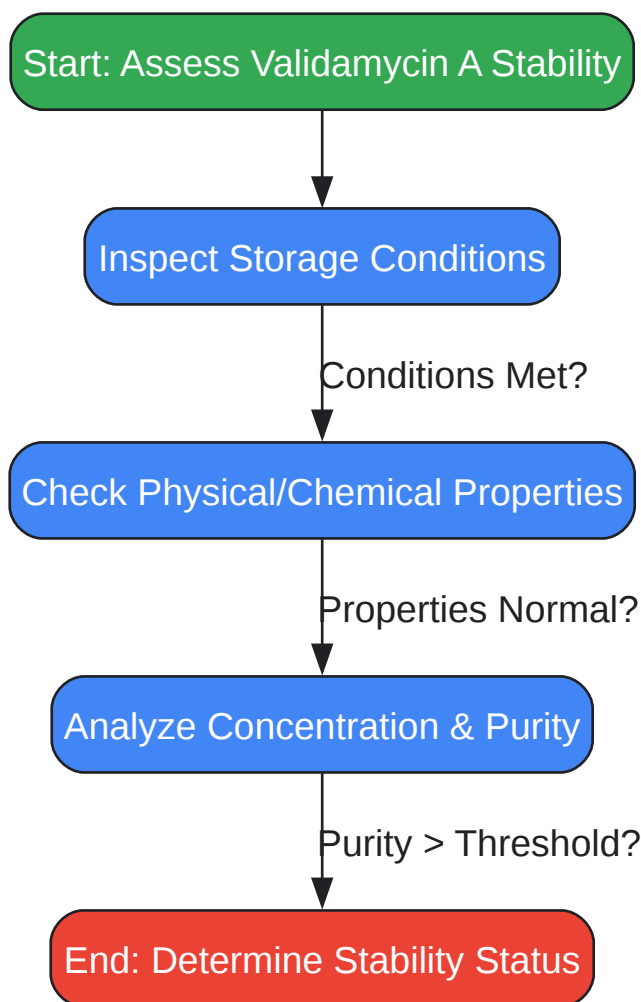 Start: Assess Validamycin A Stability
Inspect Storage Conditions
Conditions Met?
Check Physical/Chemical Properties
Properties Normal?
Analyze Concentration & Purity
Purity > Threshold?
End: Determine Stability Status